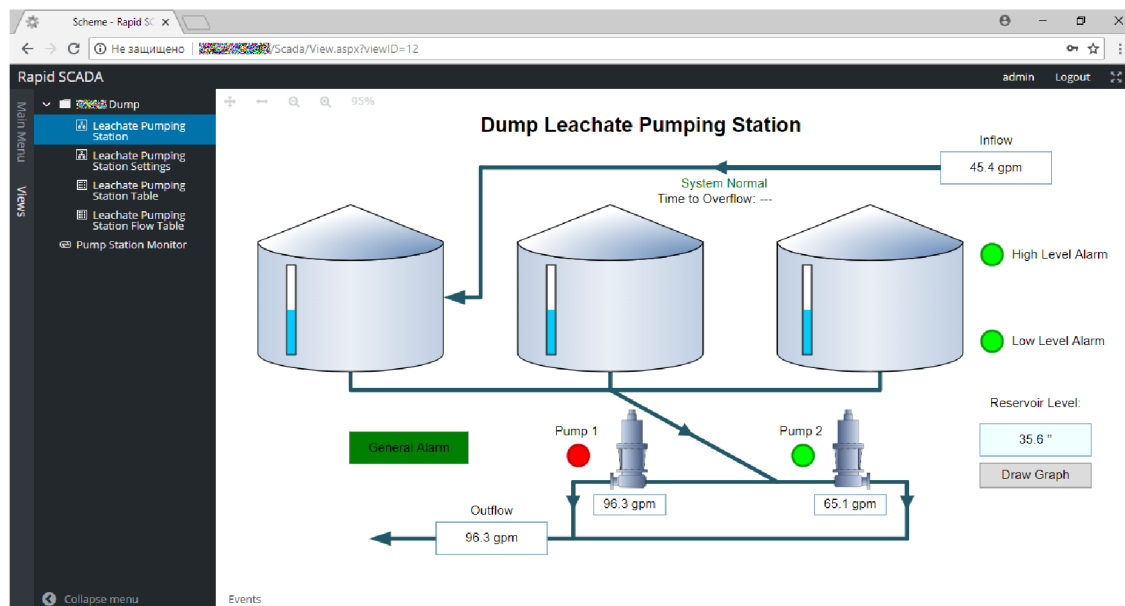 Scheme - Rapid SC
Не защищено
/Scada/View.aspx?viewID=12
Rapid SCADA
admin
Logout
Main Menu
Views
Dump
Leachate Pumping
Station
Leachate Pumping
Station Settings
Leachate Pumping
Station Table
Leachate Pumping
Station Flow Table
Pump Station Monitor
Collapse menu
95%
Dump Leachate Pumping Station
Inflow
45.4 gpm
System Normal
Time to Overflow: ---
High Level Alarm
Low Level Alarm
Reservoir Level:
35.6 "
Draw Graph
General Alarm
Pump 1
Pump 2
96.3 gpm
65.1 gpm
Outflow
96.3 gpm
Events